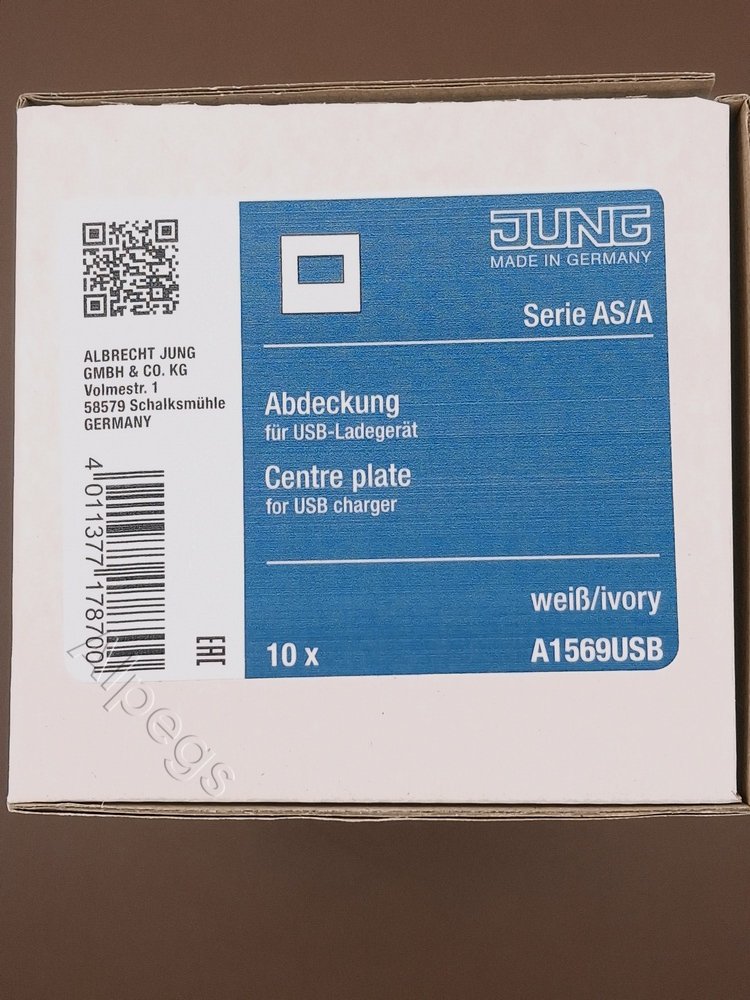 ALBRECHT JUNG
GMBH & CO. KG
Volmestr. 1
58579 Schalksmühle
GERMANY
4 011377 178700
EAC
JUNG
MADE IN GERMANY
Serie AS/A
Abdeckung
für USB-Ladegerät
Centre plate
for USB charger
weiß/ivory
10 x
A1569USB
Allpegs